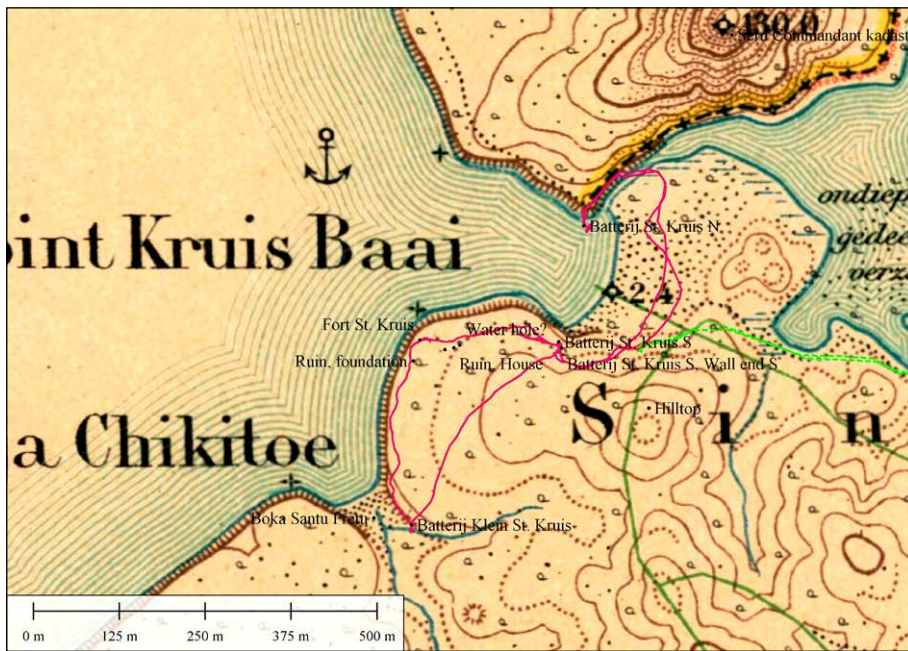 130.0
Seru Commandant kadast
ondiep
gedee
verz
Batterij St. Kruis N
oint Kruis Baai
2.4
Fort St. Kruis
Water hole?
Batterij St. Kruis S
Ruin, foundation
Ruin, House
Batterij St. Kruis S, Wall end S
Hilltop
S i n
a Chikitoe
Boka Santu Pretu
Batterij Klein St. Kruis
0 m 125 m 250 m 375 m 500 m